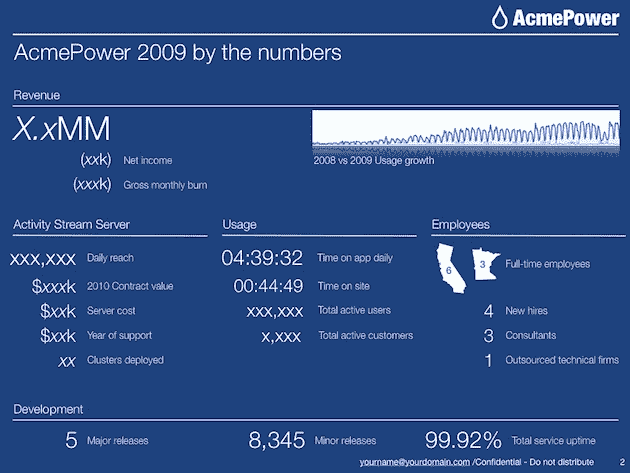 AcmePower
AcmePower 2009 by the numbers
Revenue
X.xMM
(xxk) Net income
(xxxk) Gross monthly burn
2008 vs 2009 Usage growth
Activity Stream Server
xxx,xxx Daily reach
$xxxk 2010 Contract value
$xxk Server cost
$xxk Year of support
xx Clusters deployed
Usage
04:39:32 Time on app daily
00:44:49 Time on site
xxx,xxx Total active users
x,xxx Total active customers
Employees
6 3 Full-time employees
4 New hires
3 Consultants
1 Outsourced technical firms
Development
5 Major releases
8,345 Minor releases
99.92% Total service uptime
yourname@yourdomain.com /Confidential - Do not distribute 2